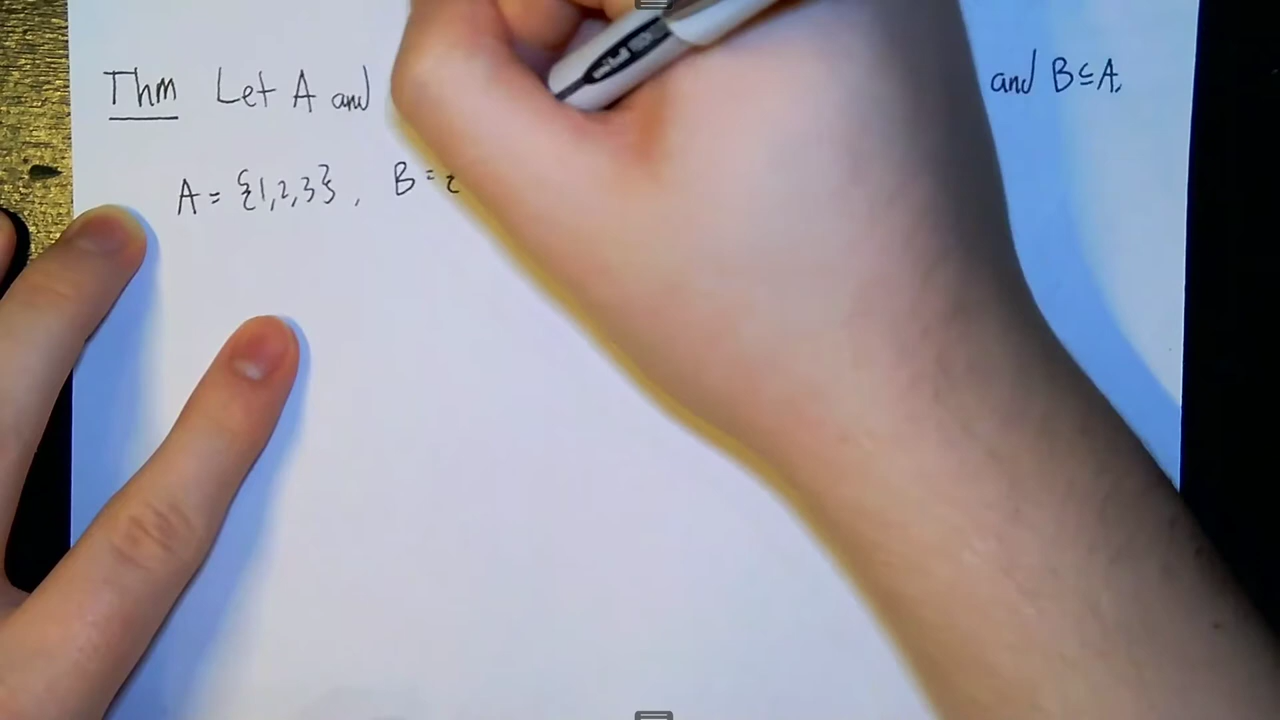 Thm Let A and and B ⊆ A.
A = {1,2,3}, B =